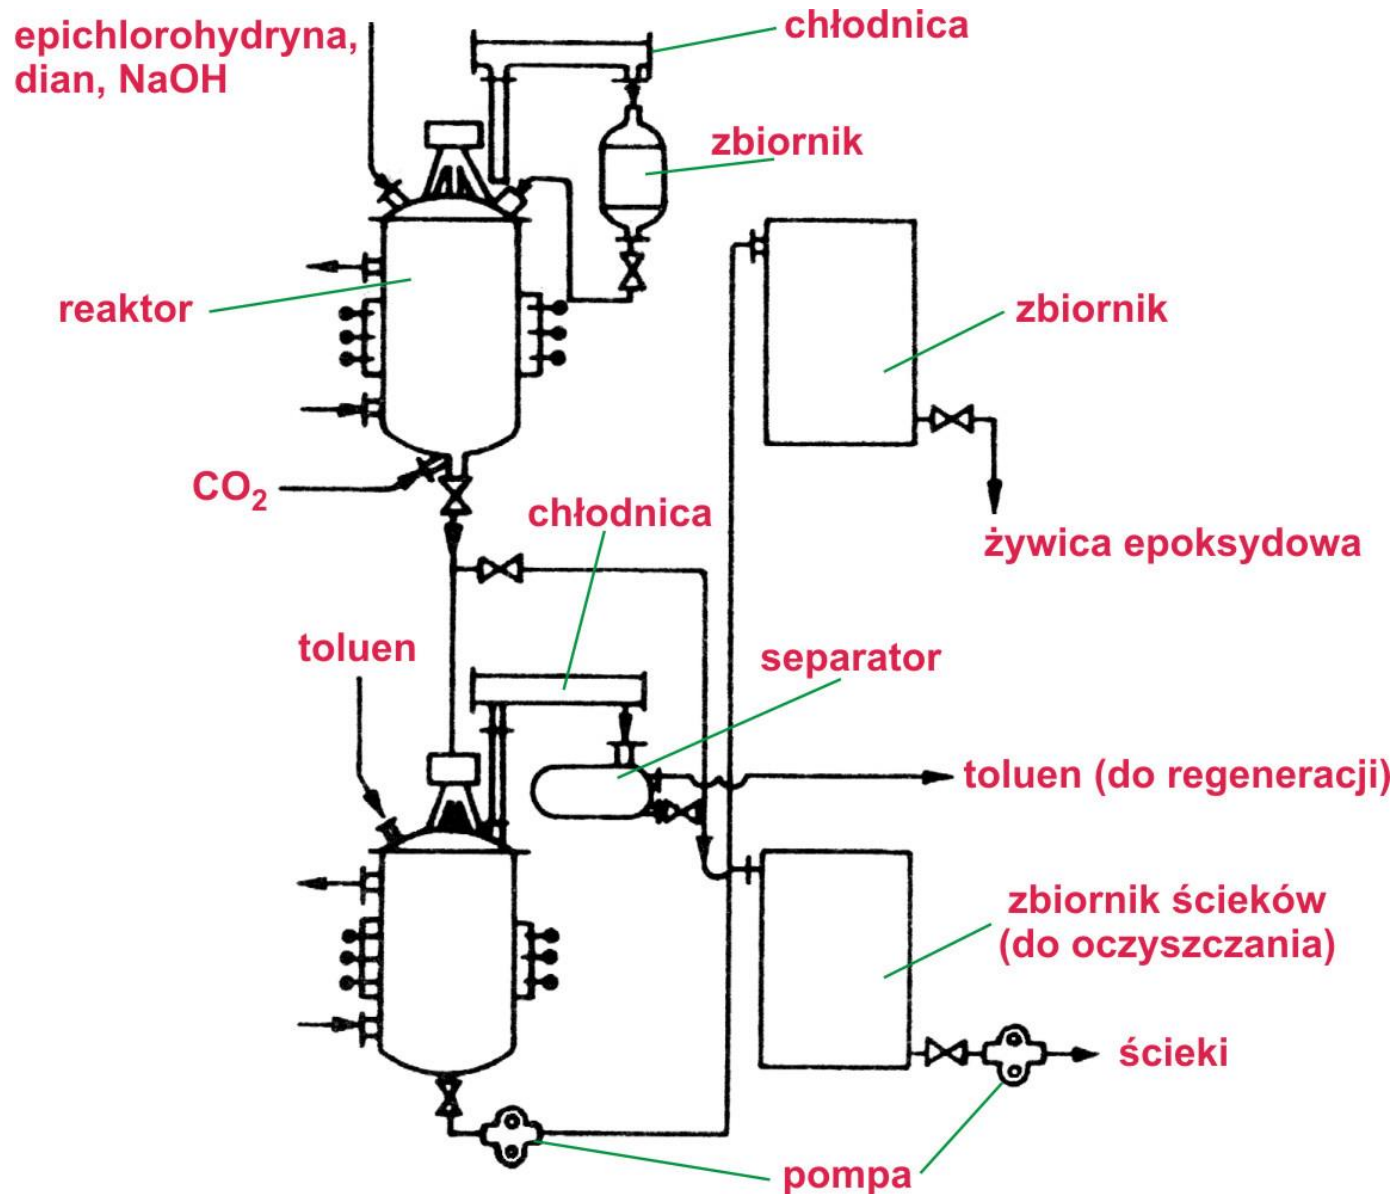 epichlorohydryna,
dian, NaOH
chłodnica
zbiornik
reaktor
zbiornik
CO₂
chłodnica
żywica epoksydowa
toluen
separator
toluen (do regeneracji)
zbiornik ścieków
(do oczyszczania)
ścieki
pompa